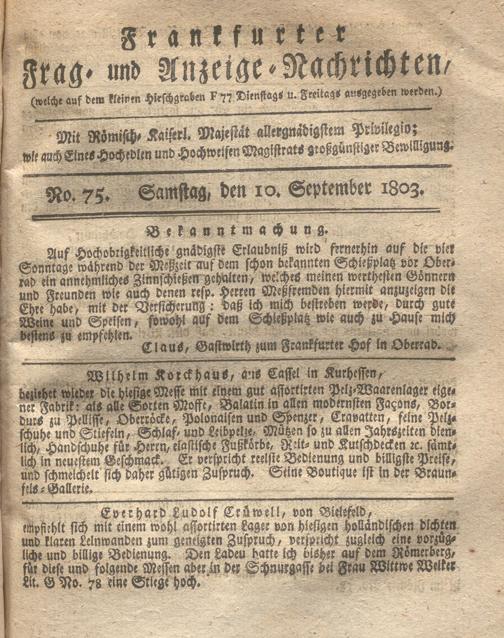 Frankfurter
Frag- und Anzeige-Nachrichten,
(welche auf dem kleinen Hirschgraben F 77 Dienstags u. Freitags ausgegeben werden.)
Mit Römisch-Kaiserl. Majestät allergnädigstem Privilegio;
wie auch Eines Hochedlen und Hochweisen Magistrats großgünstiger Bewilligung.
No. 75. Samstag, den 10. September 1803.
Bekanntmachung.
Auf Hochobrigkeitliche gnädigste Erlaubniß wird fernerhin auf die vier
Sonntage während der Meßzeit auf dem schon bekannten Schießplatz vor Ober-
rad ein annehmliches Zinnschießen gehalten, welches meinen werthesten Gönnern
und Freunden wie auch denen resp. Herren Meßfremden hiermit anzuzeigen die
Ehre habe, mit der Versicherung: daß ich mich bestreben werde, durch gute
Weine und Speisen, sowohl auf dem Schießplatz wie auch zu Hause mich
bestens zu empfehlen.
Claus, Gastwirth zum Frankfurter Hof in Oberrad.
Wilhelm Korckhaus, aus Cassel in Kurhessen,
beziehet wieder die hiesige Messe mit einem gut assortirten Pelz-Waarenlager eige-
ner Fabrik: als alle Sorten Moffe, Balatin in allen modernsten Façons, Bor-
durs zu Pellisse, Oberröcke, Polonaisen und Spenzer, Cravatten, feine Pelz-
schuhe und Stiefeln, Schlaf- und Leibpelze. Mützen so zu allen Jahrszeiten dien-
lich, Handschuhe für Herrn, elastische Fußkörbe, Reit- und Kutschdecken ꝛc. sämt-
lich in neuestem Geschmack. Er verspricht reelste Bedienung und billigste Preise,
und schmeichelt sich daher gütigen Zuspruch. Seine Boutique ist in der Braun-
fels-Gallerie.
Everhard Ludolf Crüwell, von Bielefeld,
empfiehlt sich mit einem wohl assortirten Lager von hiesigen holländischen dichten
und klaren Leinwanden zum geneigten Zuspruch, verspricht zugleich eine vorzüg-
liche und billige Bedienung. Den Laden hatte ich bisher auf dem Römerberg,
für diese und folgende Messen aber in der Schnurgasse bei Frau Wittwe Welker
Lit. G No. 78 eine Stiege hoch.